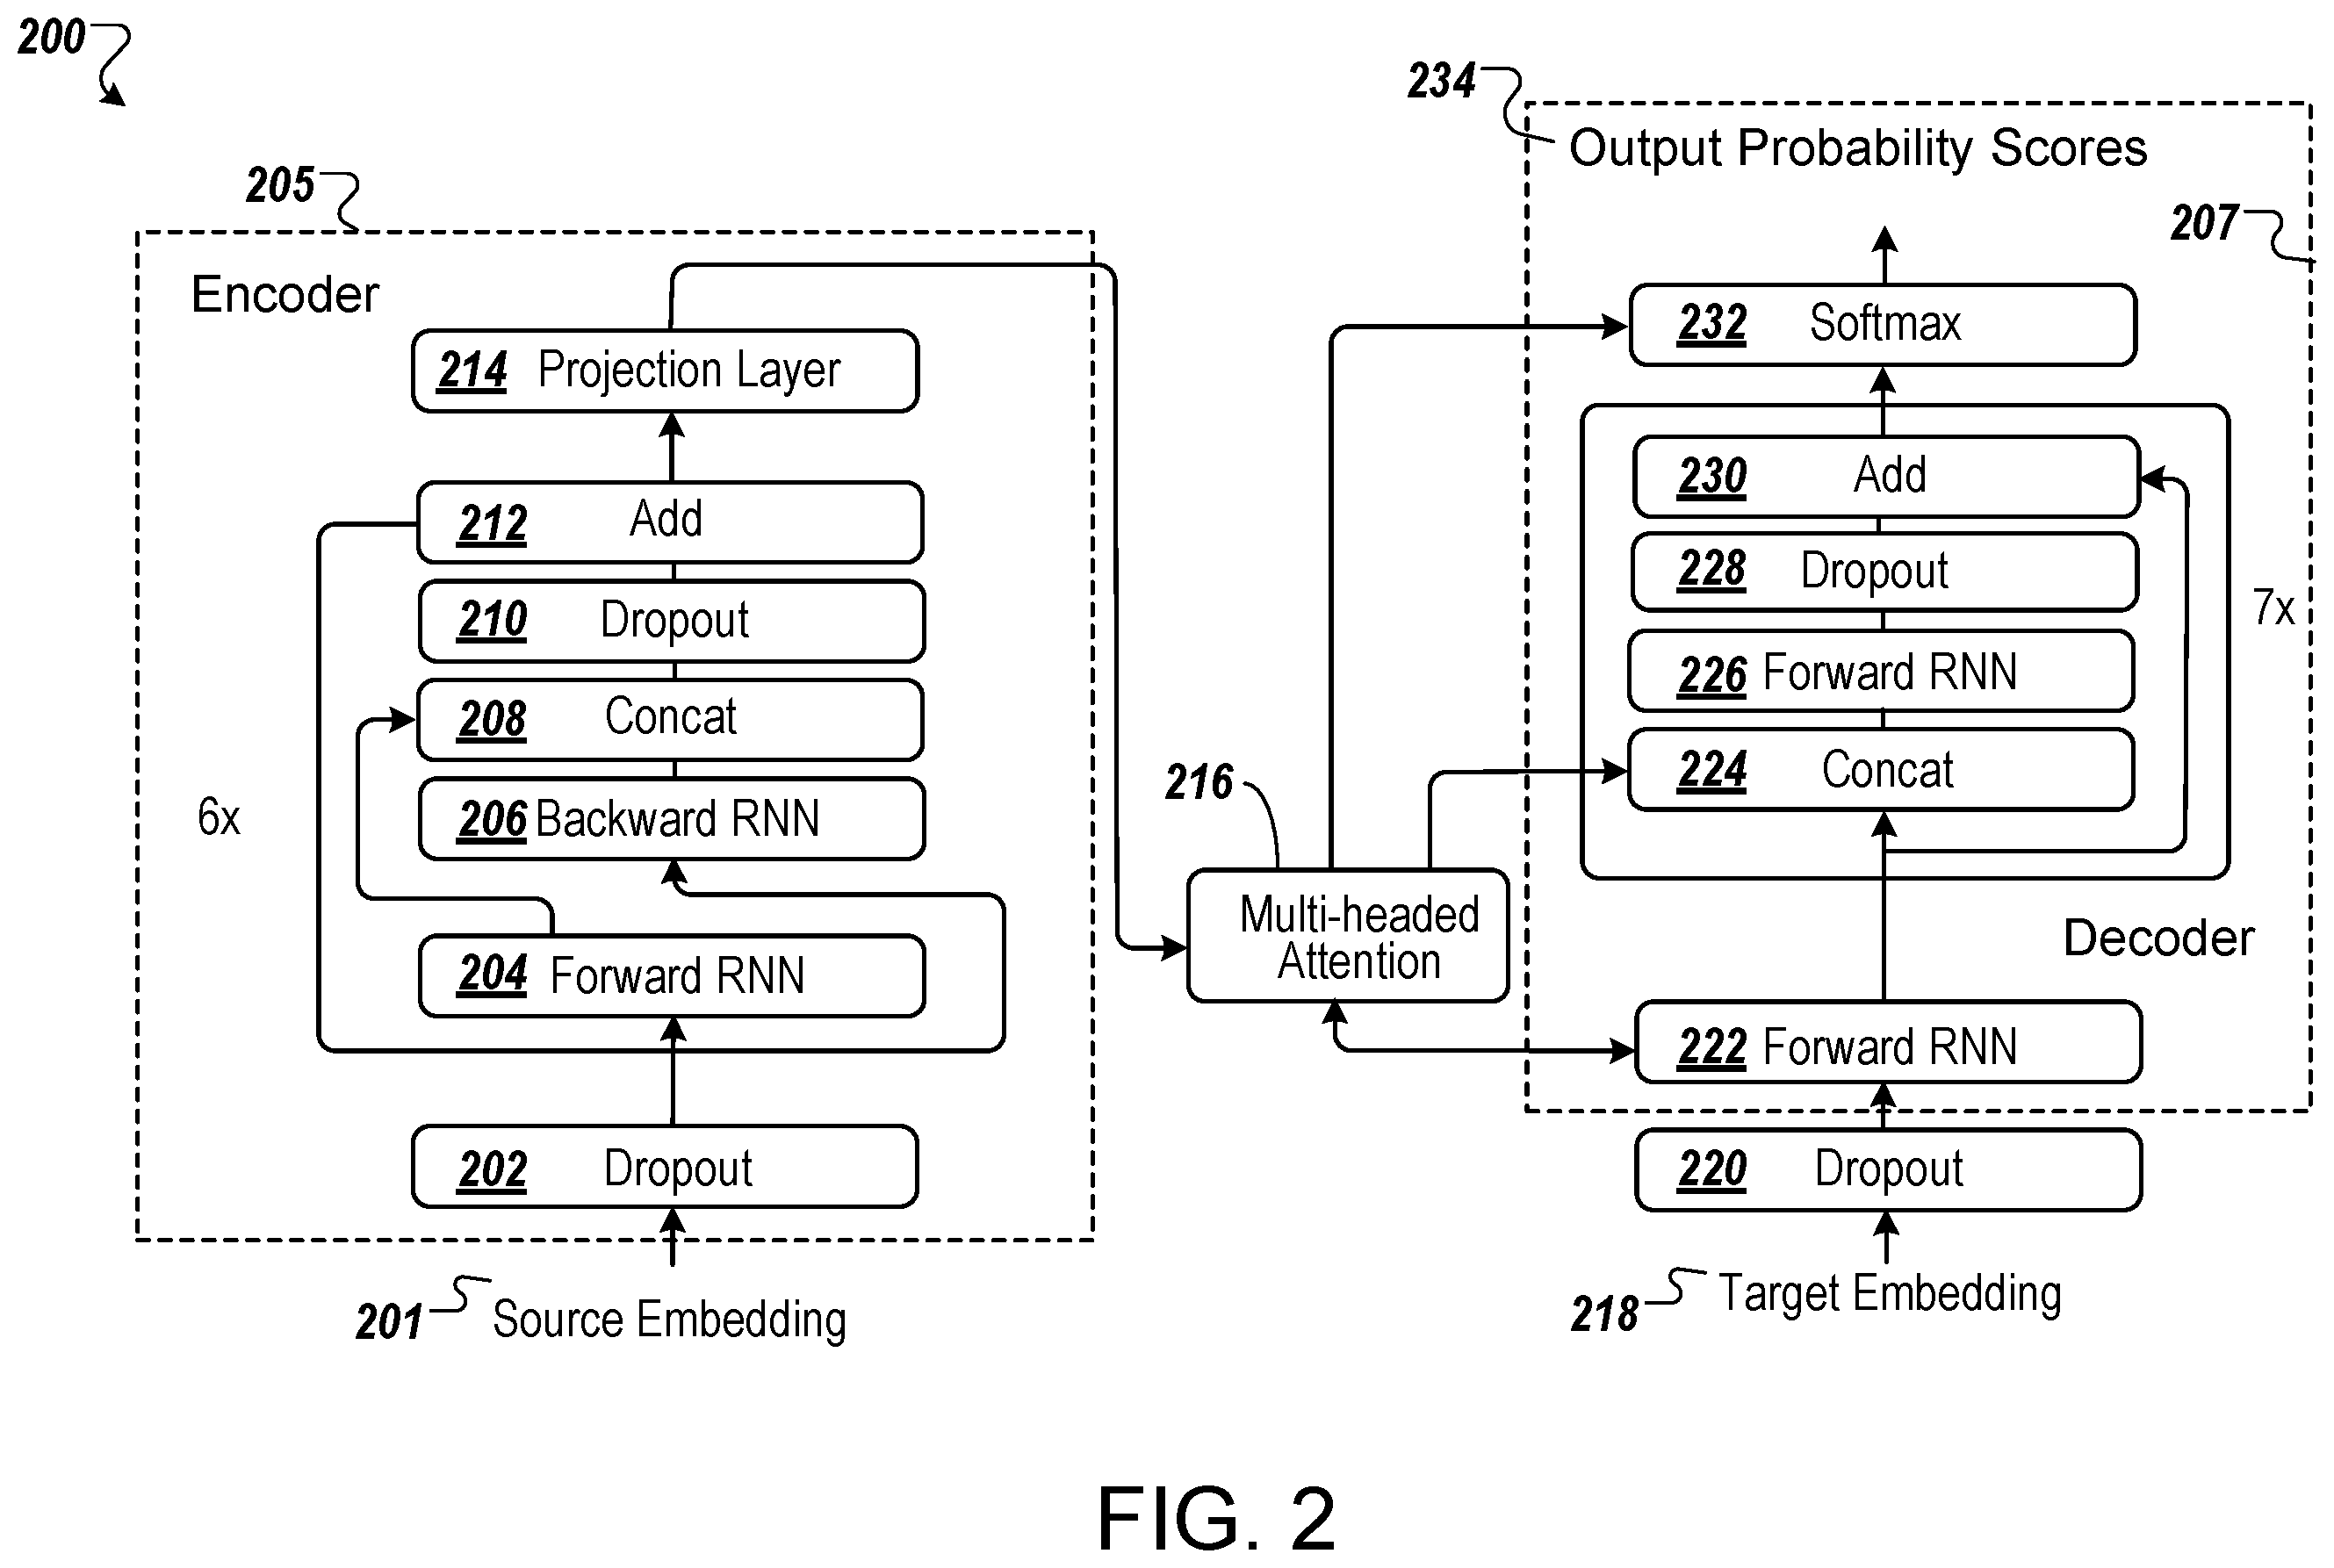 200
205
Encoder
214 Projection Layer
212 Add
210 Dropout
208 Concat
206 Backward RNN
6x
204 Forward RNN
202 Dropout
201 Source Embedding
216
Multi-headed
Attention
234
Output Probability Scores
207
232 Softmax
230 Add
228 Dropout
7x
226 Forward RNN
224 Concat
Decoder
222 Forward RNN
220 Dropout
218 Target Embedding
FIG. 2